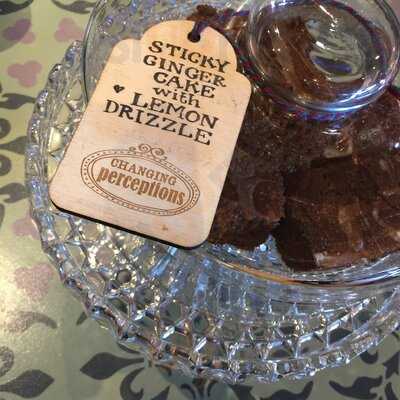 STICKY
GINGER
CAKE
with
♥ LEMON
DRIZZLE
CHANGING
perceptions